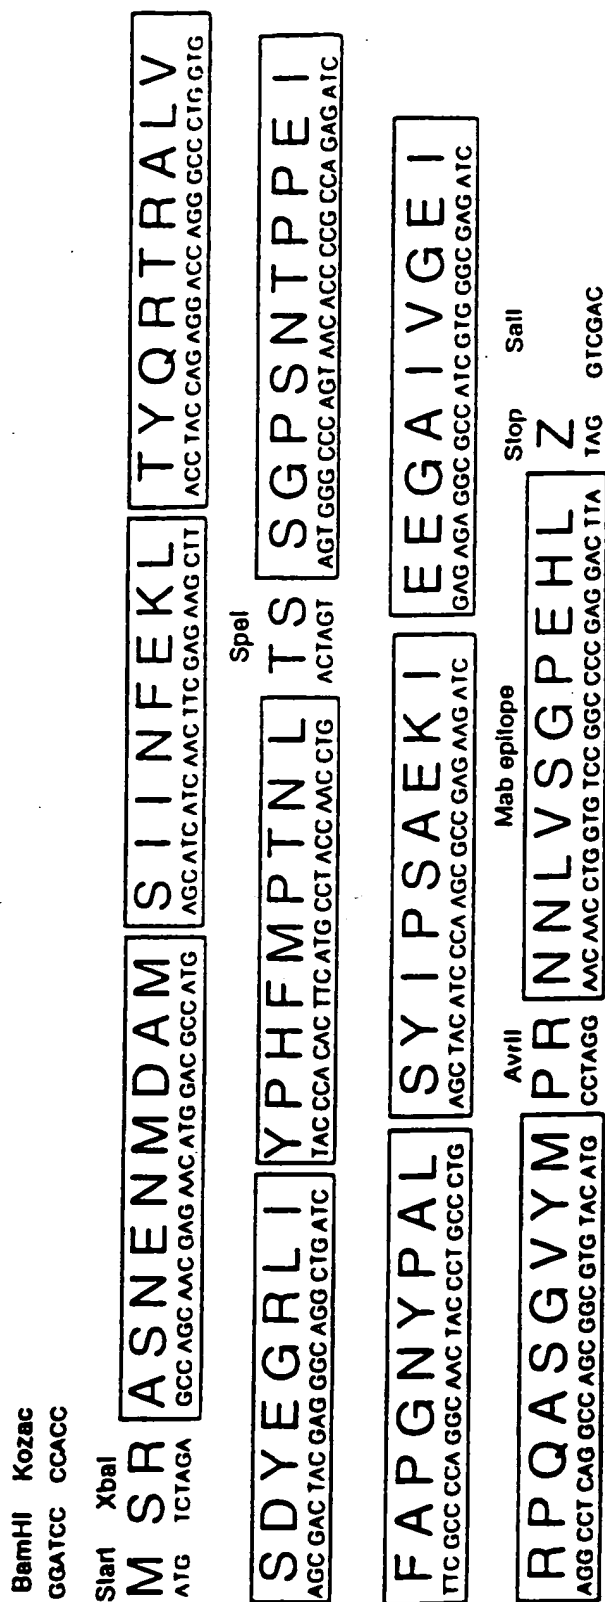 BamHI Kozac
GGATCC CCACC
Start XbaI
M S R ASNENMDAM SIINFEKL TYQRTRALV
ATG TCTAGA GCC AGC AAC GAG AAC ATG GAC GCC ATG AGC ATC ATC AAC TTC GAG AAG CTT ACC TAC CAG AGG ACC AGG GCC CTG GTG
SpeI
SDYEGRLI YPHFMPTNL TS SGPSNTPPEI
AGC GAC TAC GAG GGC AGG CTG ATC TAC CCA CAC TTC ATG CCT ACC AAC CTG ACTAGT AGT GGG CCC AGT AAC ACC CCG CCA GAG ATC
FAPGNYPAL SYIPSAEKI EEGAIVGEI
TTC GCC CCA GGC AAC TAC CCT GCC CTG AGC TAC ATC CCA AGC GCC GAG AAG ATC GAG AGA GGC GCC ATC GTG GGC GAG ATC
AvrII Mab epitope Stop SalI
RPQASGVYM PR NNLVSGPEHL Z
AGG CCT CAG GCC AGC GGC GTG TAC ATG CCTAGG AAC AAC CTG GTG TCC GGC CCC GAG GAC TTA TAG GTCGAC